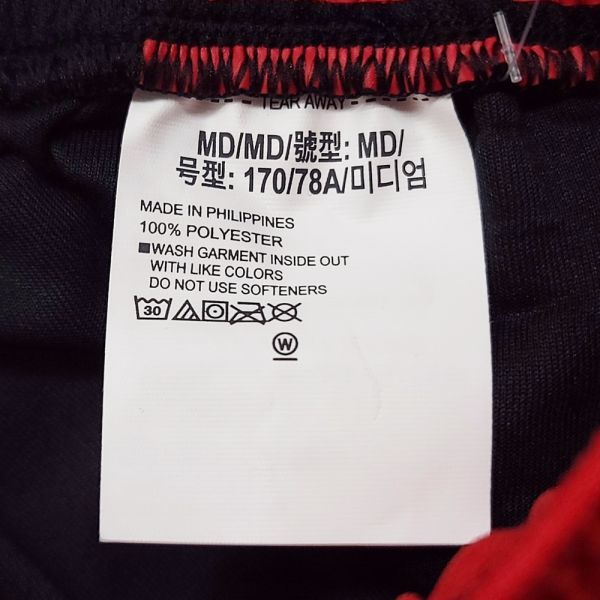 TEAR AWAY
MD/MD/號型: MD/
号型: 170/78A/미디엄
MADE IN PHILIPPINES
100% POLYESTER
WASH GARMENT INSIDE OUT
WITH LIKE COLORS
DO NOT USE SOFTENERS
30
W